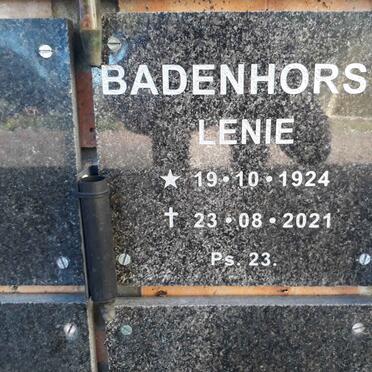 BADENHORS
LENIE
★ 19•10•1924
✝ 23•08•2021
Ps. 23.